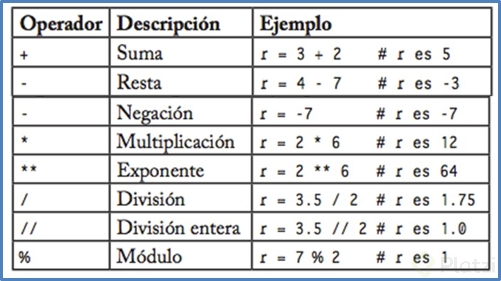 Operador Descripción Ejemplo
+ Suma r = 3 + 2 # r es 5
- Resta r = 4 - 7 # r es -3
- Negación r = -7 # r es -7
* Multiplicación r = 2 * 6 # r es 12
** Exponente r = 2 ** 6 # r es 64
/ División r = 3.5 / 2 # r es 1.75
// División entera r = 3.5 // 2 # r es 1.0
% Módulo r = 7 % 2 # r es 1
Platzi